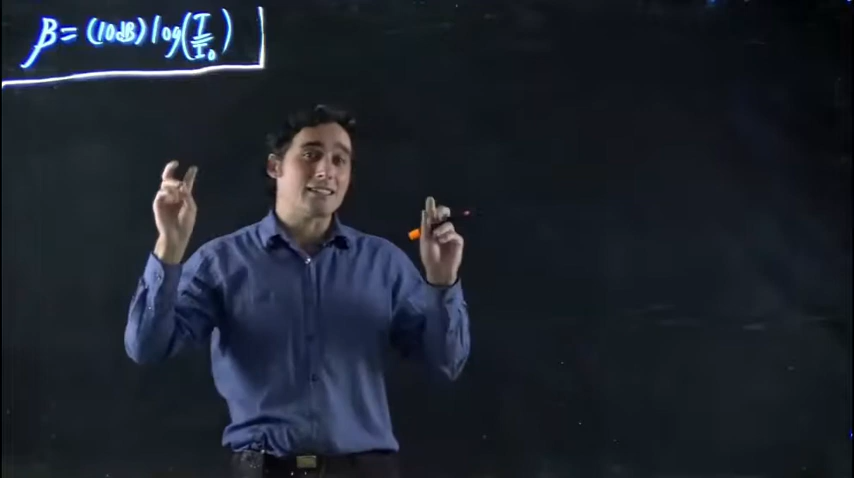 β = (10dB) log(I/I₀)